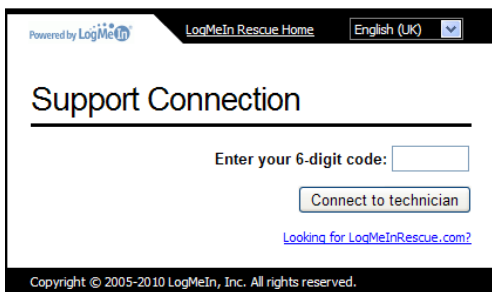 Powered by LogMeIn® LogMeIn Rescue Home English (UK)
Support Connection
Enter your 6-digit code:
Connect to technician
Looking for LogMeInRescue.com?
Copyright © 2005-2010 LogMeIn, Inc. All rights reserved.